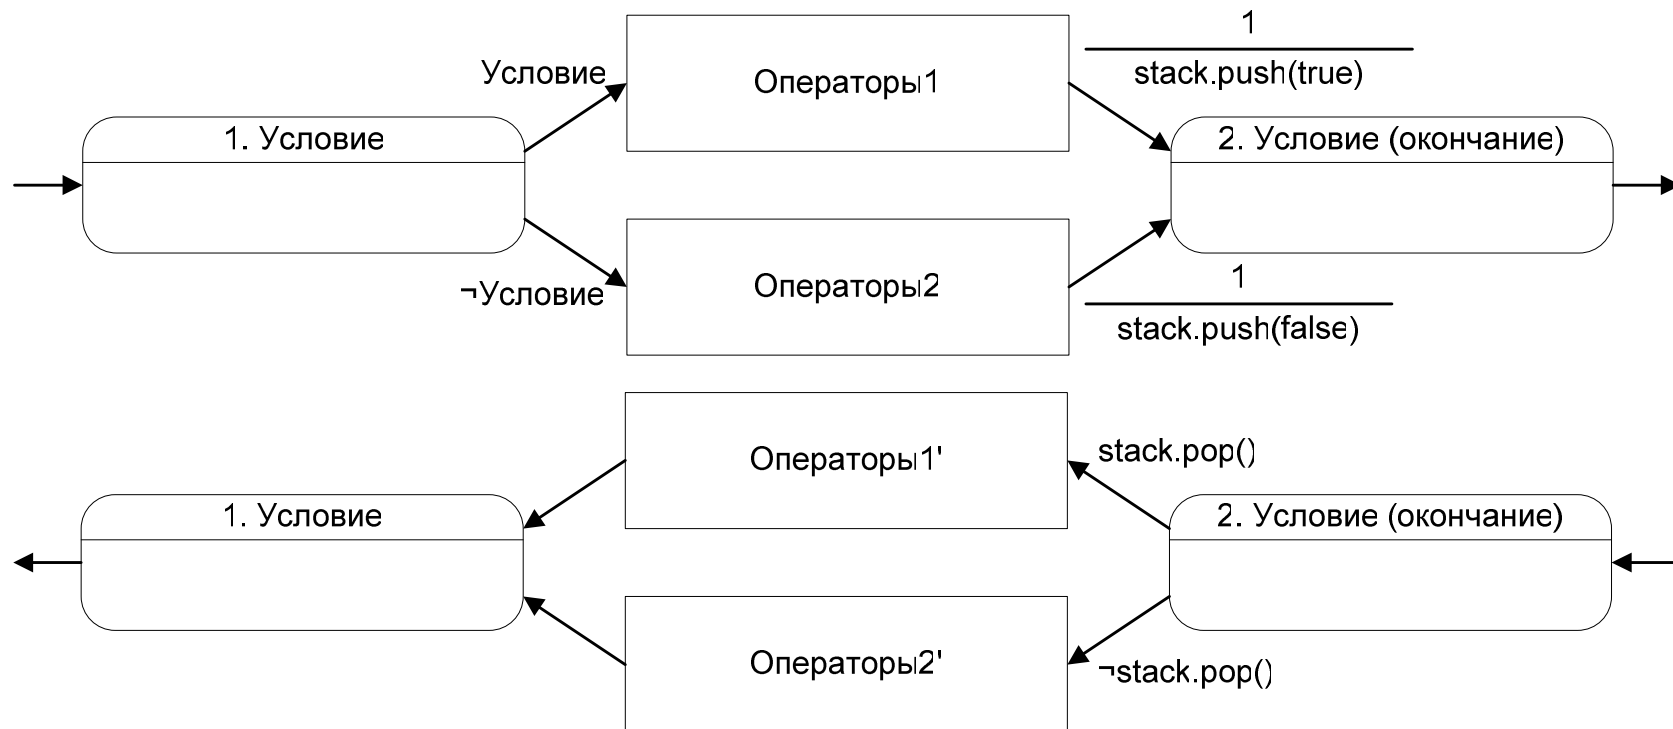 1
Условие
Операторы1
stack.push(true)
1. Условие
2. Условие (окончание)
Операторы2
1
¬Условие
stack.push(false)
Операторы1'
stack.pop()
1. Условие
2. Условие (окончание)
Операторы2'
¬stack.pop()